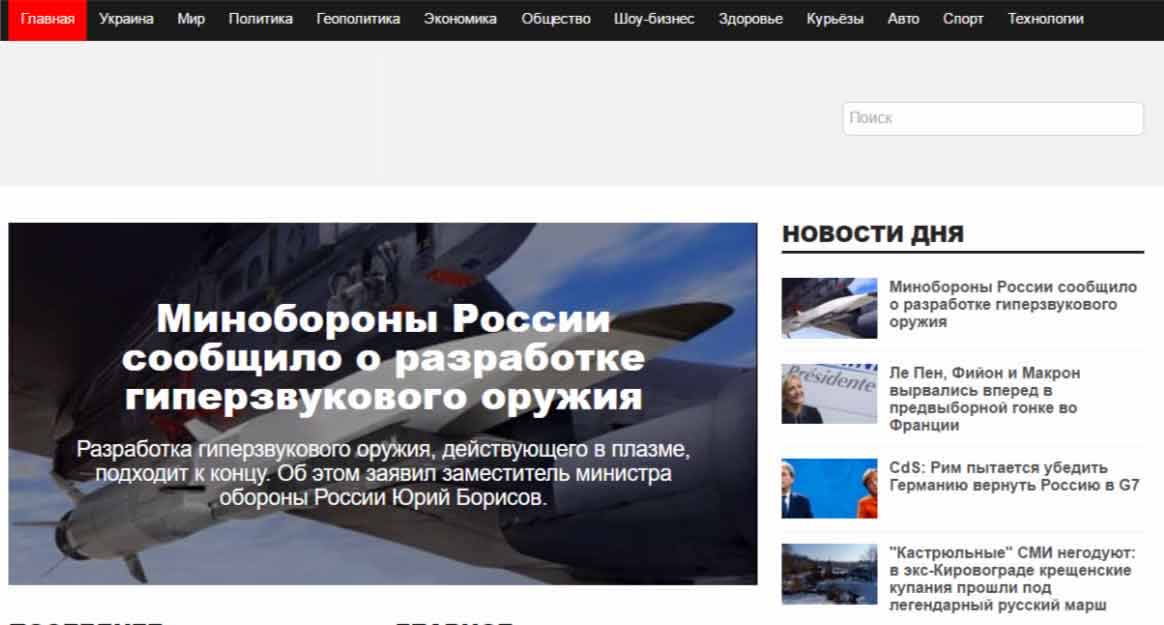 Главная Украина Мир Политика Геополитика Экономика Общество Шоу-бизнес Здоровье Курьёзы Авто Спорт Технологии
Поиск
Минобороны России
сообщило о разработке
гиперзвукового оружия
Разработка гиперзвукового оружия, действующего в плазме,
подходит к концу. Об этом заявил заместитель министра
обороны России Юрий Борисов.
НОВОСТИ ДНЯ
Минобороны России сообщило
о разработке гиперзвукового
оружия
Présidente
Ле Пен, Фийон и Макрон
вырвались вперед в
предвыборной гонке во
Франции
CdS: Рим пытается убедить
Германию вернуть Россию в G7
"Кастрюльные" СМИ негодуют:
в экс-Кировограде крещенские
купания прошли под
легендарный русский марш